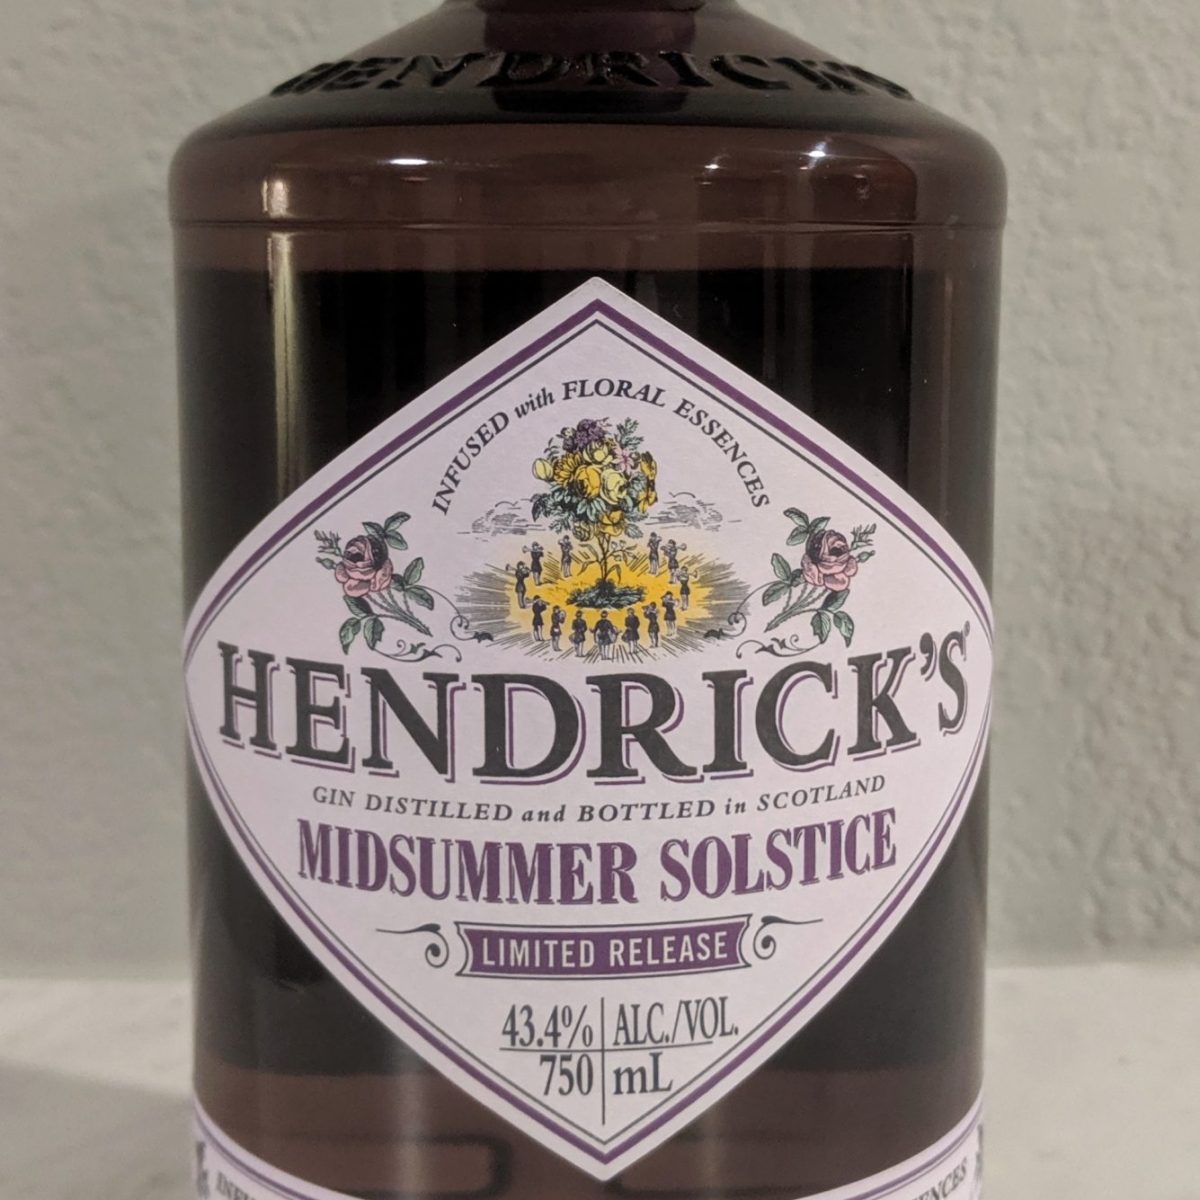 HENDRICK'S
INFUSED with FLORAL ESSENCES
HENDRICK'S
GIN DISTILLED and BOTTLED in SCOTLAND
MIDSUMMER SOLSTICE
LIMITED RELEASE
43.4% ALC./VOL.
750 mL